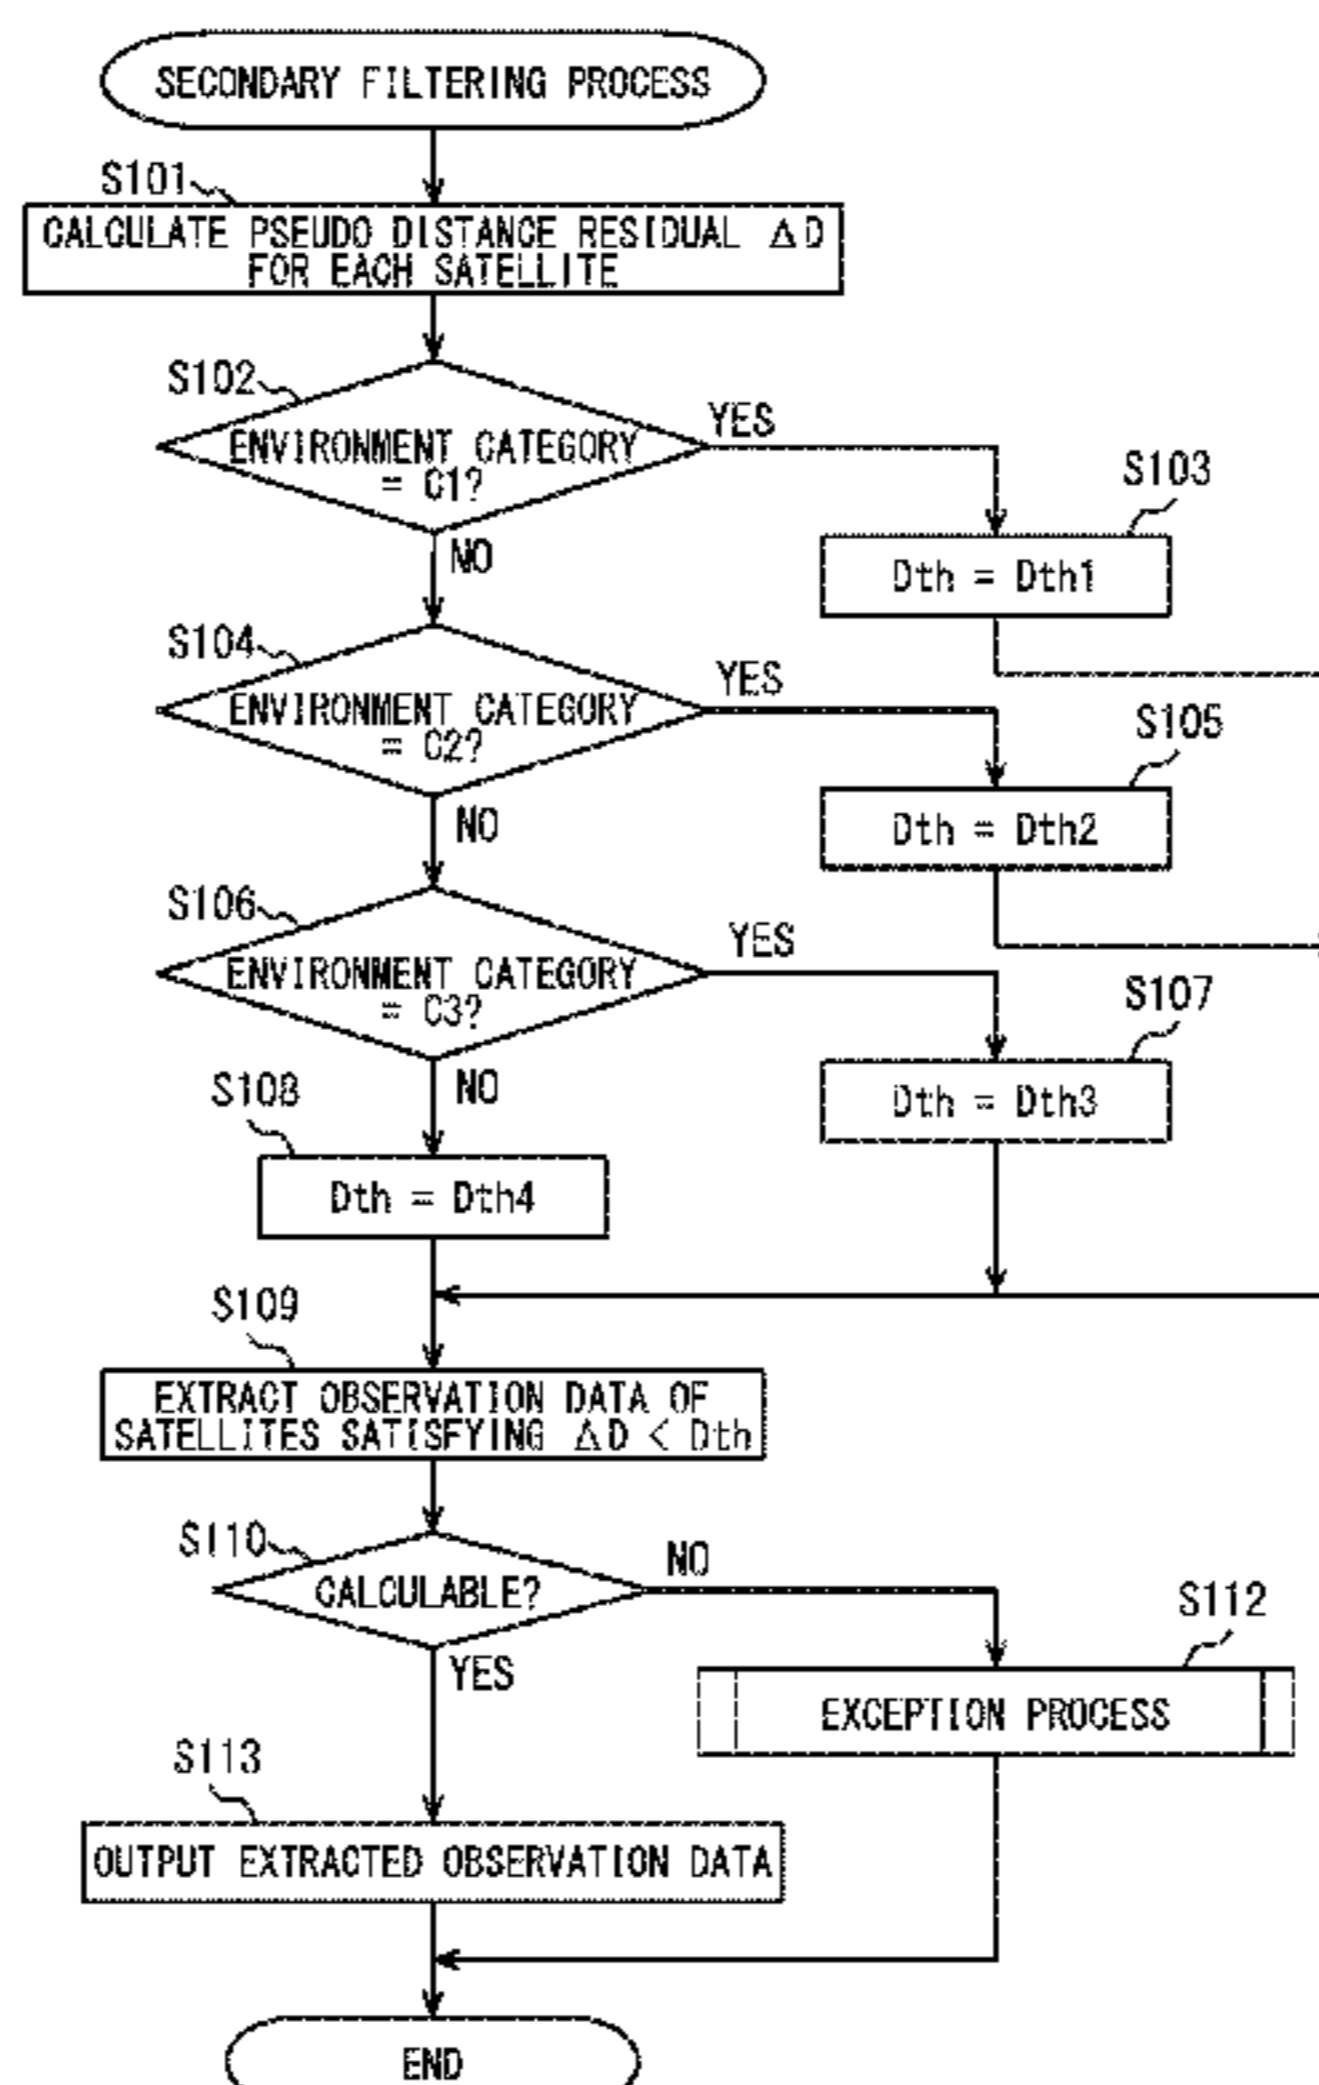 SECONDARY FILTERING PROCESS
S101
CALCULATE PSEUDO DISTANCE RESIDUAL ΔD
FOR EACH SATELLITE
S102
ENVIRONMENT CATEGORY
= C1?
YES
NO
S103
Dth = Dth1
S104
ENVIRONMENT CATEGORY
= C2?
YES
NO
S105
Dth = Dth2
S106
ENVIRONMENT CATEGORY
= C3?
YES
NO
S107
Dth = Dth3
S108
Dth = Dth4
S109
EXTRACT OBSERVATION DATA OF
SATELLITES SATISFYING ΔD < Dth
S110
CALCULABLE?
NO
YES
S112
EXCEPTION PROCESS
S113
OUTPUT EXTRACTED OBSERVATION DATA
END